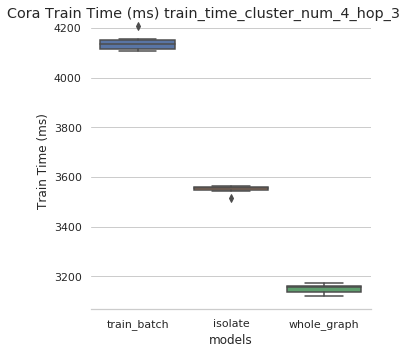 Cora Train Time (ms) train_time_cluster_num_4_hop_3
4200
4000
3800
3600
3400
3200
Train Time (ms)
train_batch isolate whole_graph
models